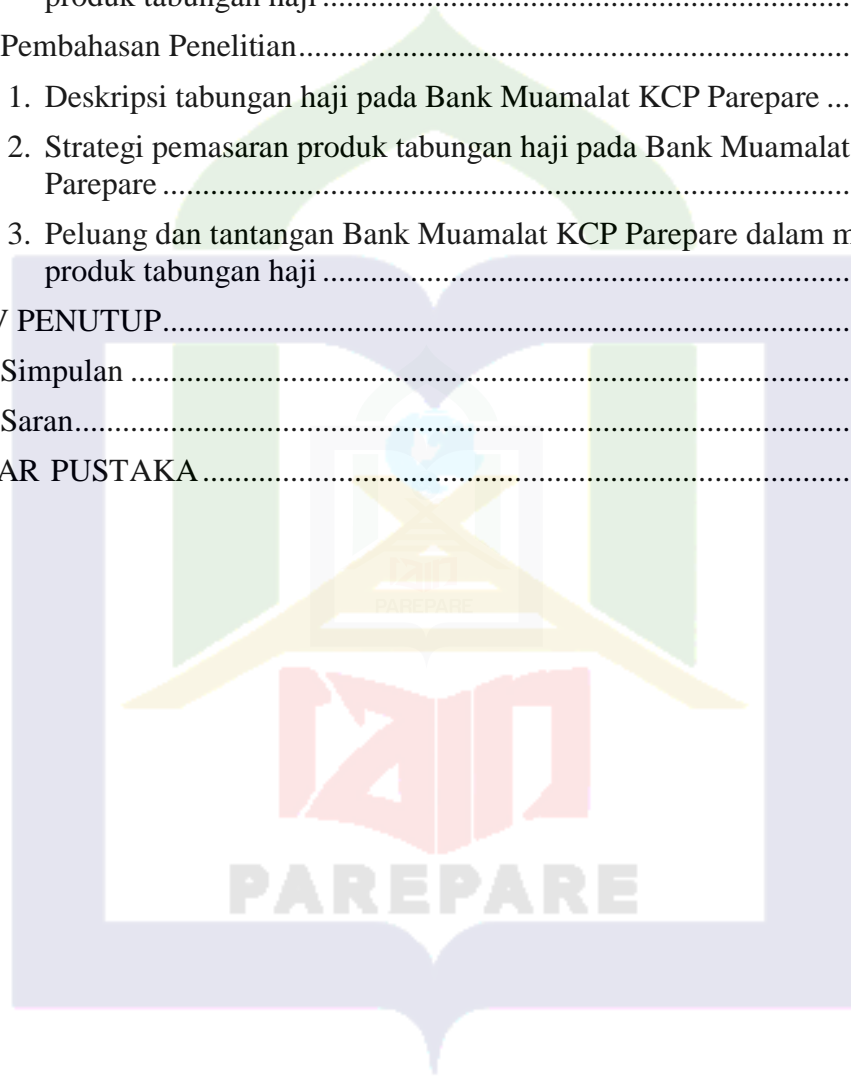 produk tabungan haji ..........................................................................
Pembahasan Penelitian..........................................................................
1. Deskripsi tabungan haji pada Bank Muamalat KCP Parepare ...
2. Strategi pemasaran produk tabungan haji pada Bank Muamalat
Parepare ..........................................................................
3. Peluang dan tantangan Bank Muamalat KCP Parepare dalam m
produk tabungan haji ..........................................................................
PENUTUP..........................................................................
Simpulan ..........................................................................
Saran..........................................................................
AR PUSTAKA ..........................................................................
PAREPARE
PAREPARE